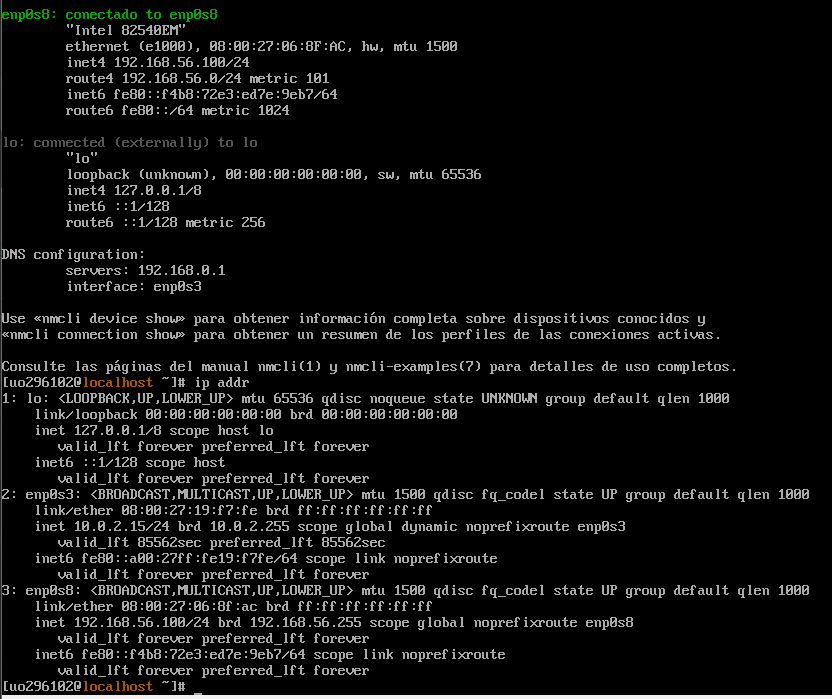 enp0s8: conectado to enp0s8
        "Intel 82540EM"
        ethernet (e1000), 08:00:27:06:8F:AC, hw, mtu 1500
        inet4 192.168.56.100/24
        route4 192.168.56.0/24 metric 101
        inet6 fe80::f4b8:72e3:ed7e:9eb7/64
        route6 fe80::/64 metric 1024

lo: connected (externally) to lo
        "lo"
        loopback (unknown), 00:00:00:00:00:00, sw, mtu 65536
        inet4 127.0.0.1/8
        inet6 ::1/128
        route6 ::1/128 metric 256

DNS configuration:
        servers: 192.168.0.1
        interface: enp0s3

Use «nmcli device show» para obtener información completa sobre dispositivos conocidos y
«nmcli connection show» para obtener un resumen de los perfiles de las conexiones activas.

Consulte las páginas del manual nmcli(1) y nmcli-examples(7) para detalles de uso completos.
[uo296102@localhost ~]# ip addr
1: lo: <LOOPBACK,UP,LOWER_UP> mtu 65536 qdisc noqueue state UNKNOWN group default qlen 1000
    link/loopback 00:00:00:00:00:00 brd 00:00:00:00:00:00
    inet 127.0.0.1/8 scope host lo
       valid_lft forever preferred_lft forever
    inet6 ::1/128 scope host
       valid_lft forever preferred_lft forever
2: enp0s3: <BROADCAST,MULTICAST,UP,LOWER_UP> mtu 1500 qdisc fq_codel state UP group default qlen 1000
    link/ether 08:00:27:19:f7:fe brd ff:ff:ff:ff:ff:ff
    inet 10.0.2.15/24 brd 10.0.2.255 scope global dynamic noprefixroute enp0s3
       valid_lft 85562sec preferred_lft 85562sec
    inet6 fe80::a00:27ff:fe19:f7fe/64 scope link noprefixroute
       valid_lft forever preferred_lft forever
3: enp0s8: <BROADCAST,MULTICAST,UP,LOWER_UP> mtu 1500 qdisc fq_codel state UP group default qlen 1000
    link/ether 08:00:27:06:8f:ac brd ff:ff:ff:ff:ff:ff
    inet 192.168.56.100/24 brd 192.168.56.255 scope global noprefixroute enp0s8
       valid_lft forever preferred_lft forever
    inet6 fe80::f4b8:72e3:ed7e:9eb7/64 scope link noprefixroute
       valid_lft forever preferred_lft forever
[uo296102@localhost ~]# _